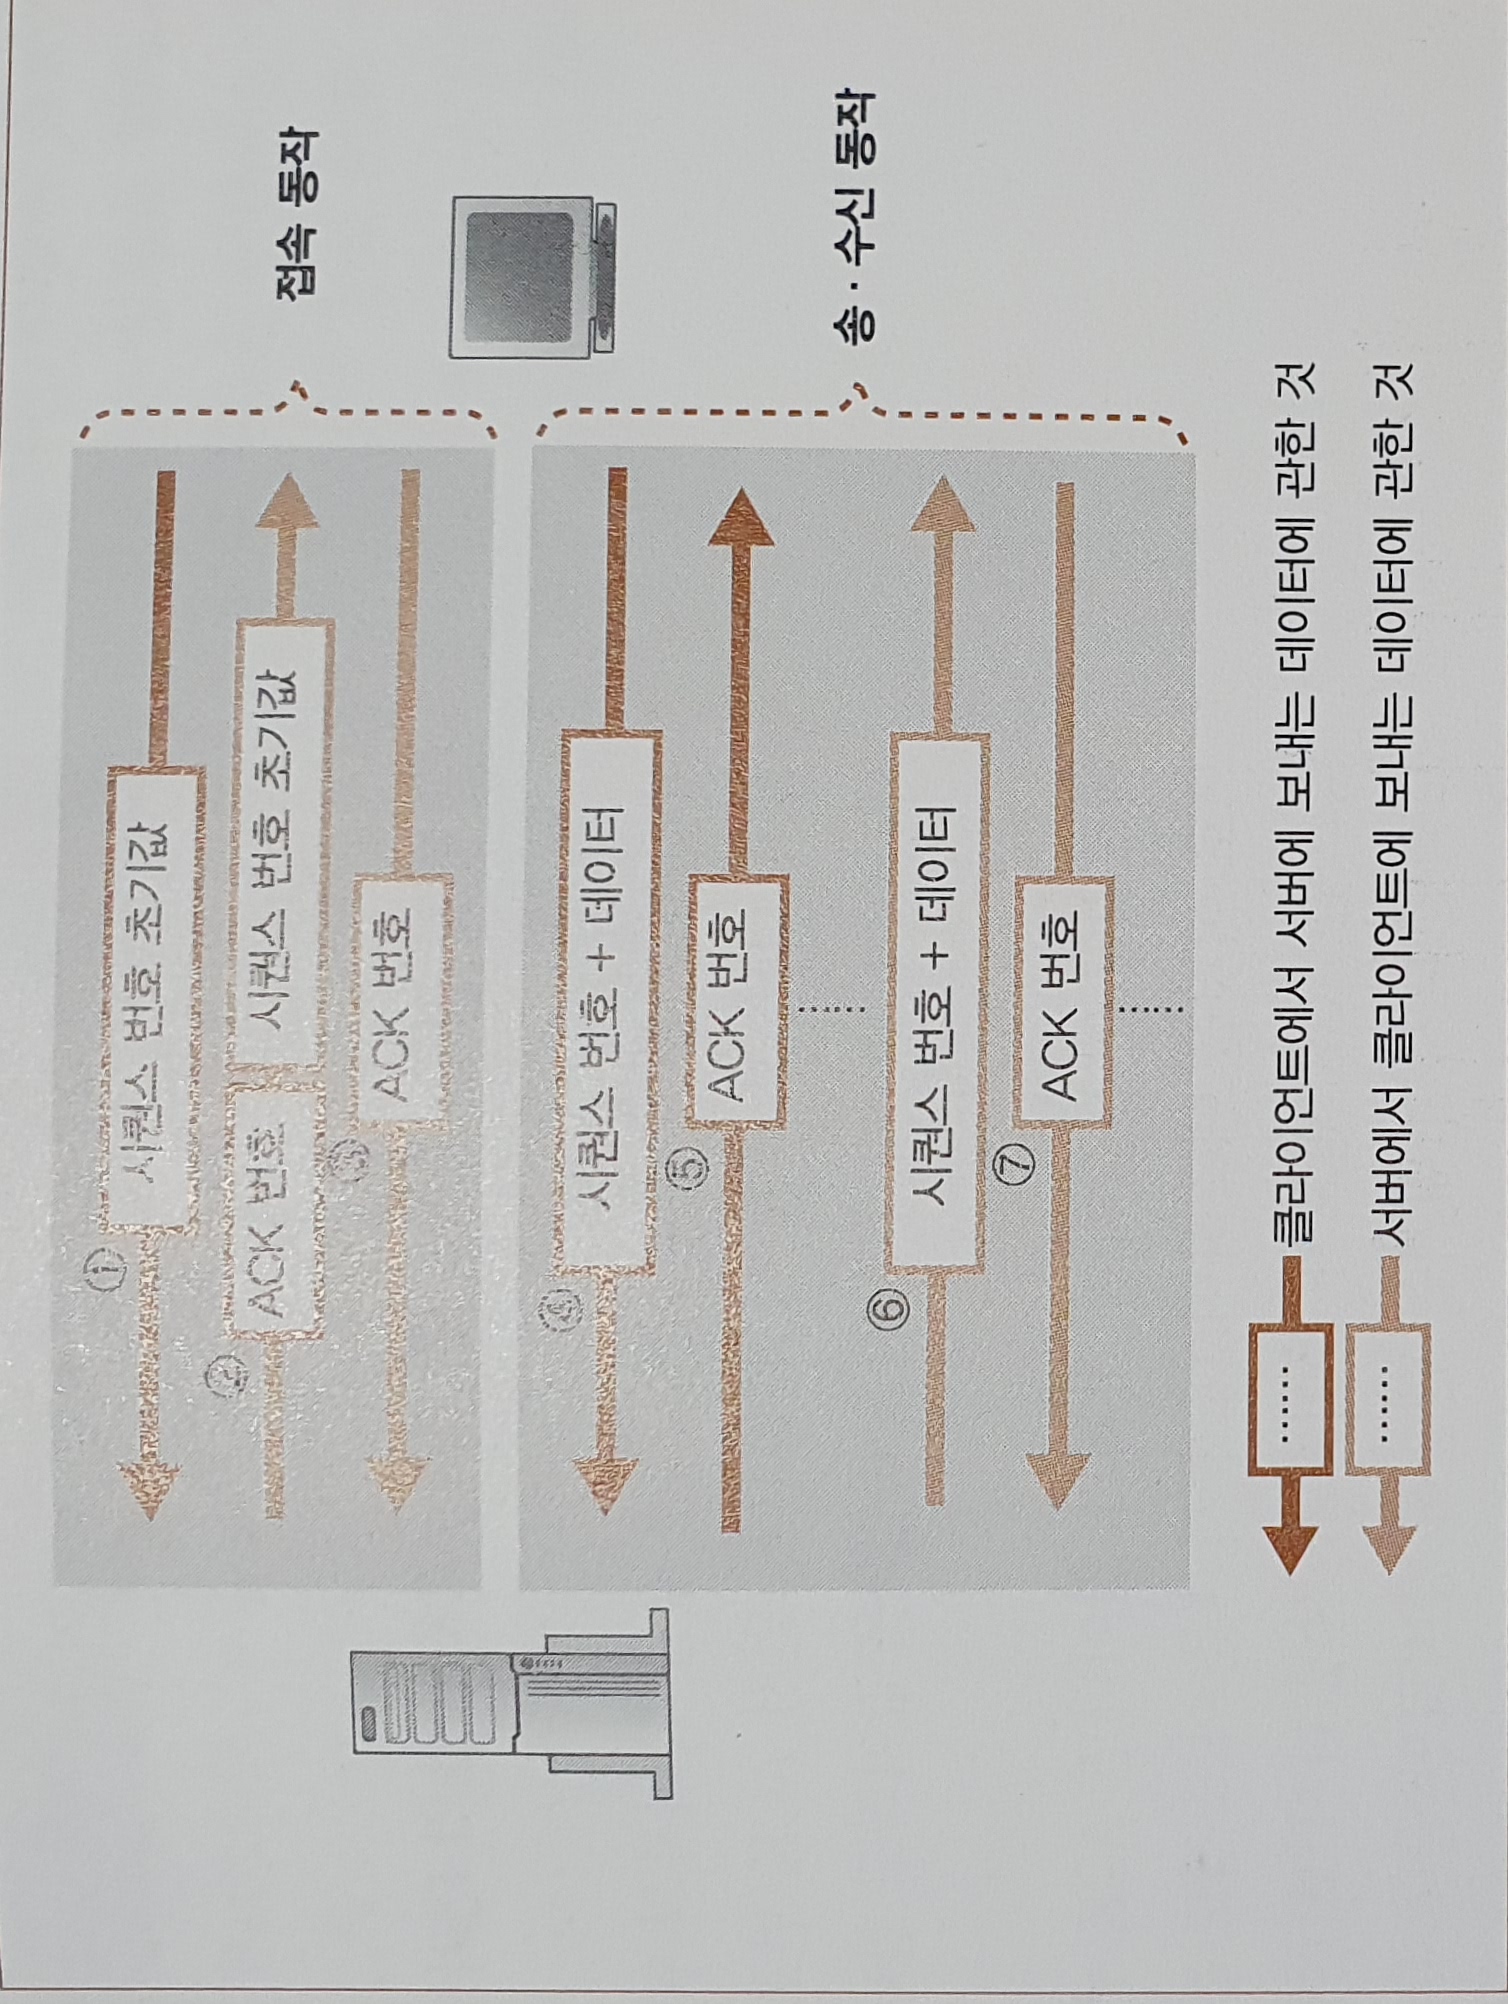 ① 시퀀스 번호 초기값
② ACK 번호 시퀀스 번호 초기값
접속 동작
③ ACK 번호
④ 시퀀스 번호 + 데이터
⑤ ACK 번호
송·수신 동작
⑥ 시퀀스 번호 + 데이터
⑦ ACK 번호
…… 클라이언트에서 서버에 보내는 데이터에 관한 것
…… 서버에서 클라이언트에 보내는 데이터에 관한 것